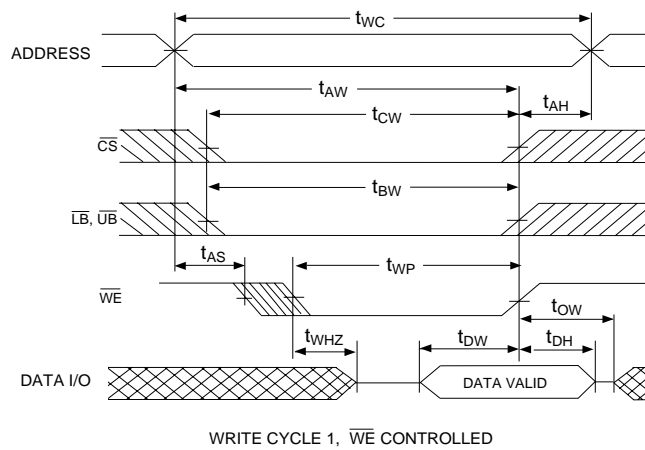 tWC
ADDRESS
tAW
tCW
tAH
CS
tBW
LB, UB
tAS
tWP
WE
tOW
tWHZ
tDW
tDH
DATA I/O
DATA VALID
WRITE CYCLE 1, WE CONTROLLED